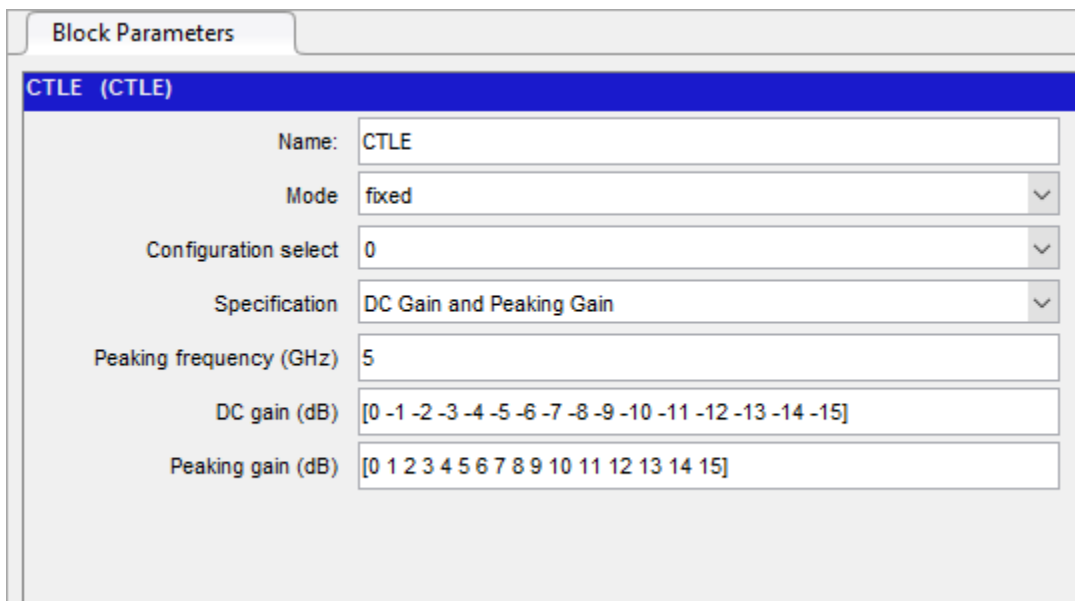 Block Parameters
CTLE (CTLE)
Name: CTLE
Mode fixed
Configuration select 0
Specification DC Gain and Peaking Gain
Peaking frequency (GHz) 5
DC gain (dB) [0 -1 -2 -3 -4 -5 -6 -7 -8 -9 -10 -11 -12 -13 -14 -15]
Peaking gain (dB) [0 1 2 3 4 5 6 7 8 9 10 11 12 13 14 15]